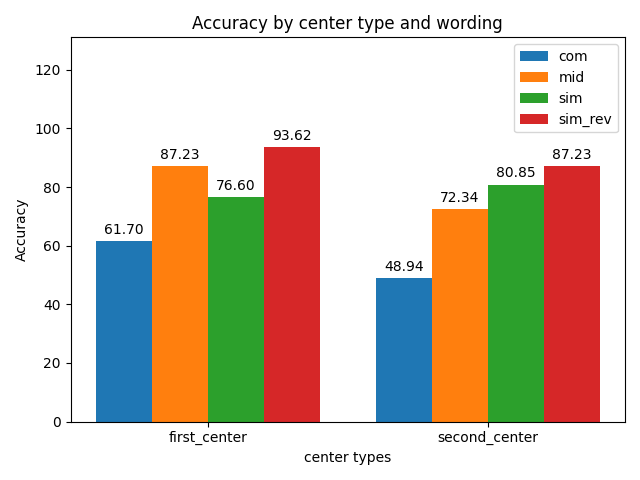 Accuracy by center type and wording
120
100
80
60
40
20
0
Accuracy
com
mid
sim
sim_rev
61.70
87.23
76.60
93.62
48.94
72.34
80.85
87.23
first_center
second_center
center types